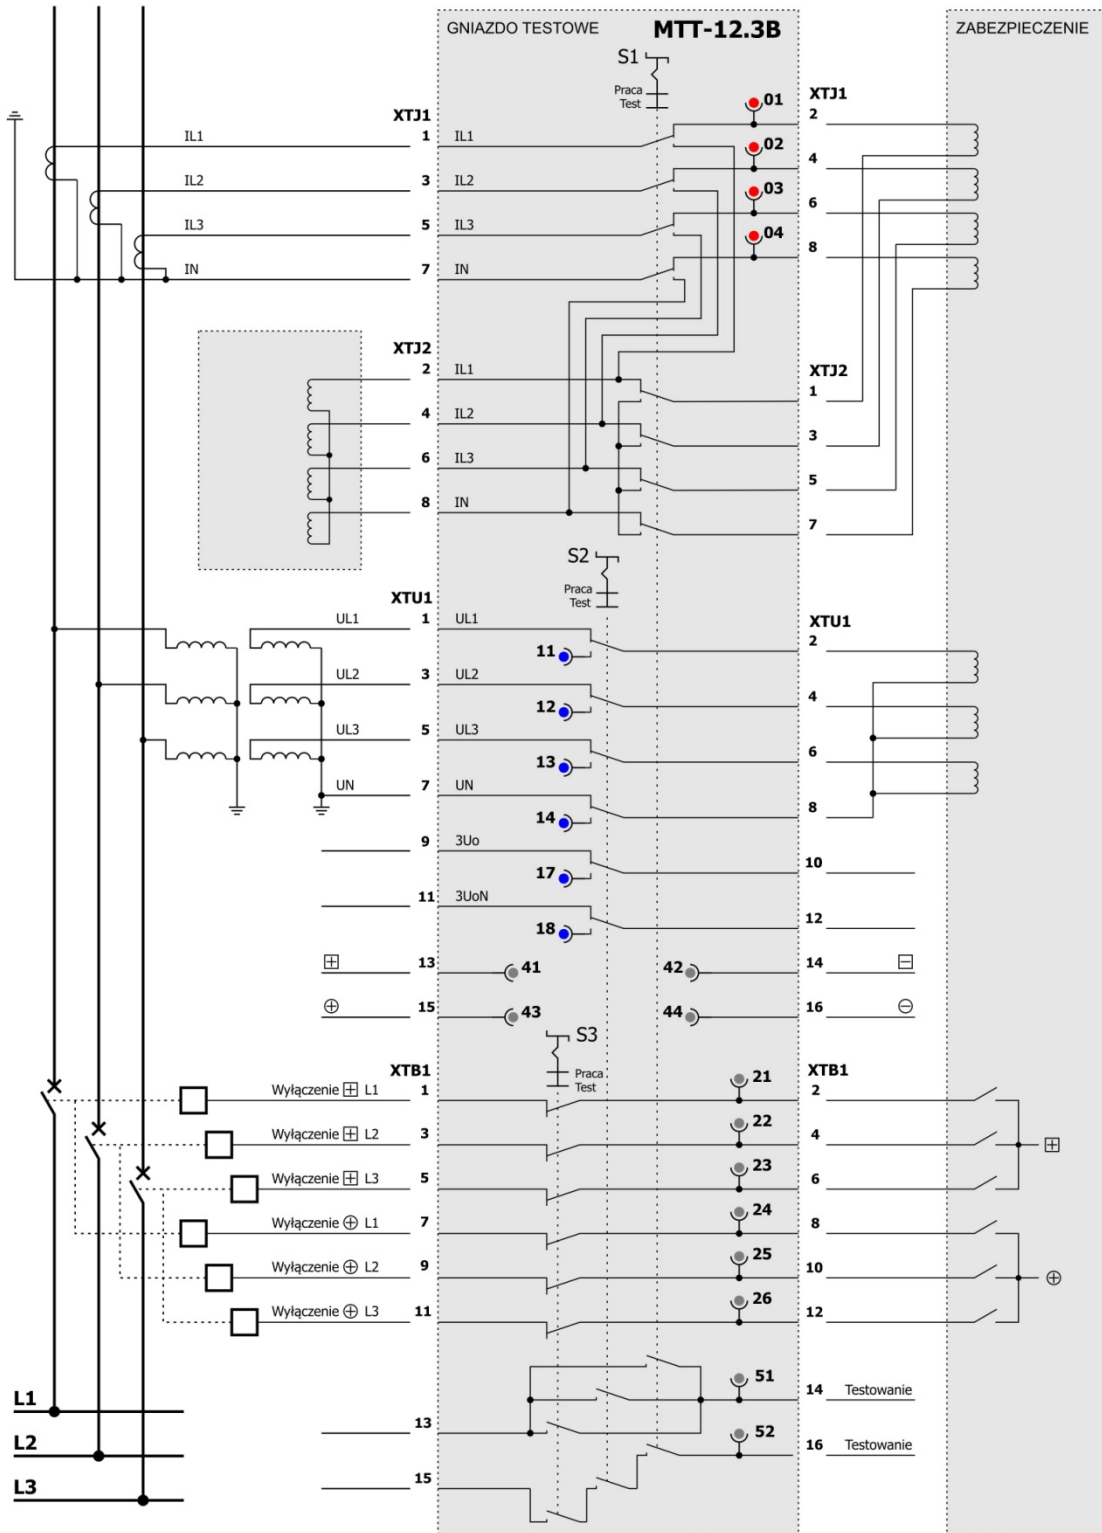 GNIAZDO TESTOWE MTT-12.3B ZABEZPIECZENIE
S1
Praca
Test
01
XTJ1 XTJ1
2
1 IL1 IL1
02
4
3 IL2 IL2
03
6
5 IL3 IL3
04
8
7 IN IN
XTJ2 XTJ2
2 IL1
1
4 IL2
3
6 IL3
5
8 IN
7
S2
Praca
Test
XTU1 XTU1
UL1 1 UL1
2
11
UL2 3 UL2
4
12
UL3 5 UL3
6
13
UN 7 UN
8
14
9 3Uo
10
17
11 3UoN
12
18
13 41 42 14
15 43 44 16
S3
Praca
Test
XTB1 XTB1
21
Wyłączenie ⊞ L1 1 2
22
Wyłączenie ⊞ L2 3 4
23
Wyłączenie ⊞ L3 5 6
24
Wyłączenie ⊕ L1 7 8
25
Wyłączenie ⊕ L2 9 10
26
Wyłączenie ⊕ L3 11 12
51
14 Testowanie
L1
13
52
16 Testowanie
L2
15
L3